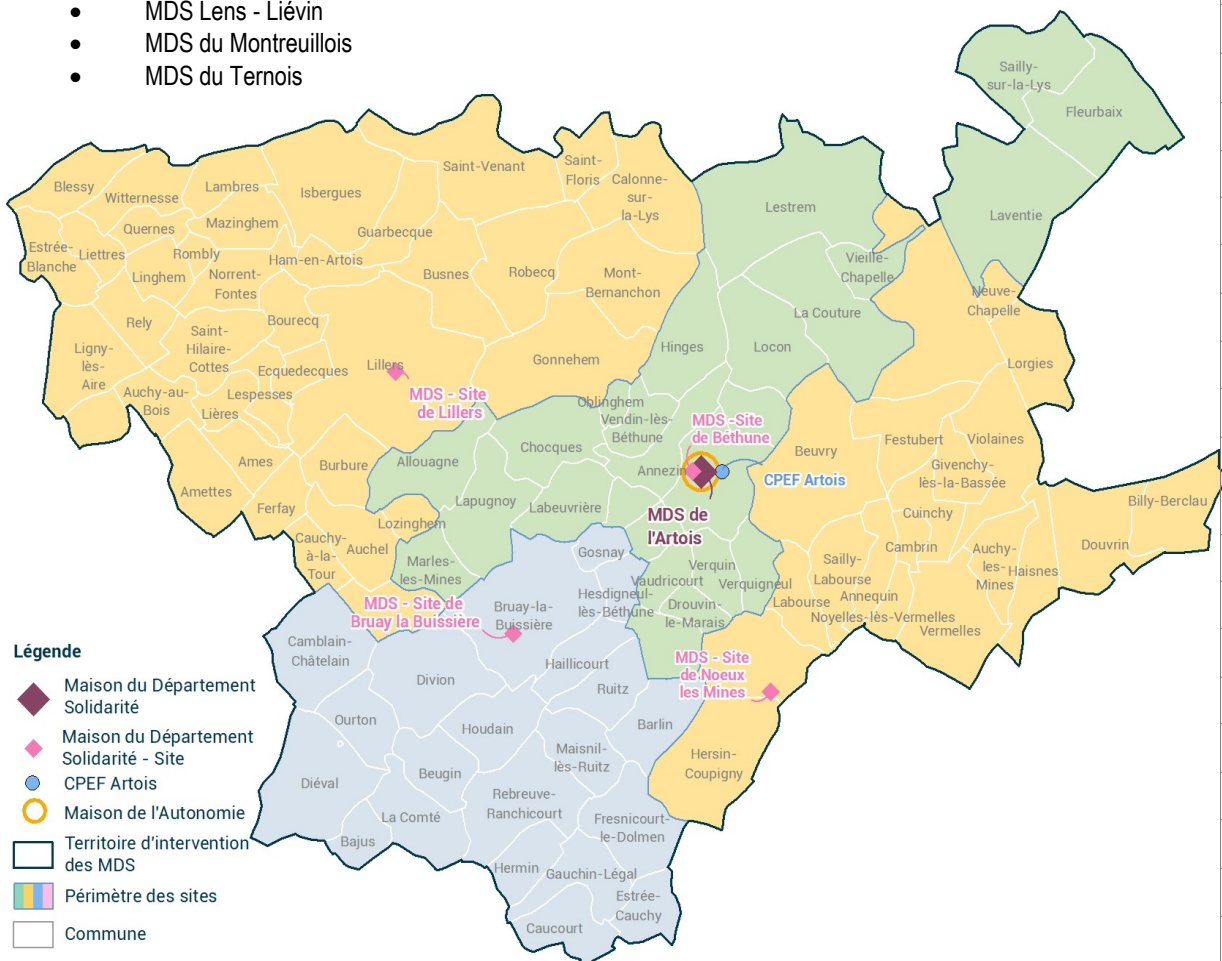 • MDS Lens - Liévin
• MDS du Montreuillois
• MDS du Ternois
Sailly-
sur-la-Lys
Fleurbaix
Laventie
Saint-Venant
Saint-
Floris
Calonne-
sur-
la-Lys
Blessy
Witternesse
Lambres
Isbergues
Lestrem
Quernes
Mazinghem
Guarbecque
Estrée-
Blanche
Liettres
Rombly
Ham-en-Artois
Linghem
Norrent-
Fontes
Busnes
Robecq
Mont-
Bernanchon
Vieille-
Chapelle
Neuve-
Chapelle
La Couture
Rely
Bourecq
Saint-
Hilaire-
Cottes
Ligny-
lès-
Aire
Hinges
Locon
Lorgies
Ecquedecques
Lillers
Gonnehem
Auchy-au-
Bois
Lespesses
Lières
MDS - Site
de Lillers
Oblinghem
Vendin-lès-
Béthune
MDS -Site
de Béthune
Chocques
Allouagne
Annezin
Beuvry
Festubert
Violaines
Givenchy-
lès-la-Bassée
CPEF Artois
Ames
Burbure
Amettes
Ferfay
Lapugnoy
Labeuvrière
MDS de
l'Artois
Cuinchy
Billy-Berclau
Lozinghem
Cauchy-
à-la-
Tour
Auchel
Marles-
les-Mines
Gosnay
Verquin
Vaudricourt
Verquigneul
Cambrin
Douvrin
Auchy-
les-
Mines
Haisnes
Sailly-
Labourse
Annequin
Labourse
Noyelles-lès-Vermelles
Vermelles
Hesdigneul-
lès-Béthune
Drouvin-
le-Marais
MDS - Site de
Bruay la Buissière
Bruay-la-
Buissière
Camblain-
Châtelain
Haillicourt
MDS - Site
de Noeux
les Mines
Divion
Ruitz
Ourton
Houdain
Barlin
Maisnil-
lès-Ruitz
Hersin-
Coupigny
Diéval
Beugin
Rebreuve-
Ranchicourt
La Comté
Fresnicourt-
le-Dolmen
Bajus
Hermin
Gauchin-Légal
Estrée-
Cauchy
Caucourt
Légende
Maison du Département
Solidarité
Maison du Département
Solidarité - Site
CPEF Artois
Maison de l'Autonomie
Territoire d'intervention
des MDS
Périmètre des sites
Commune